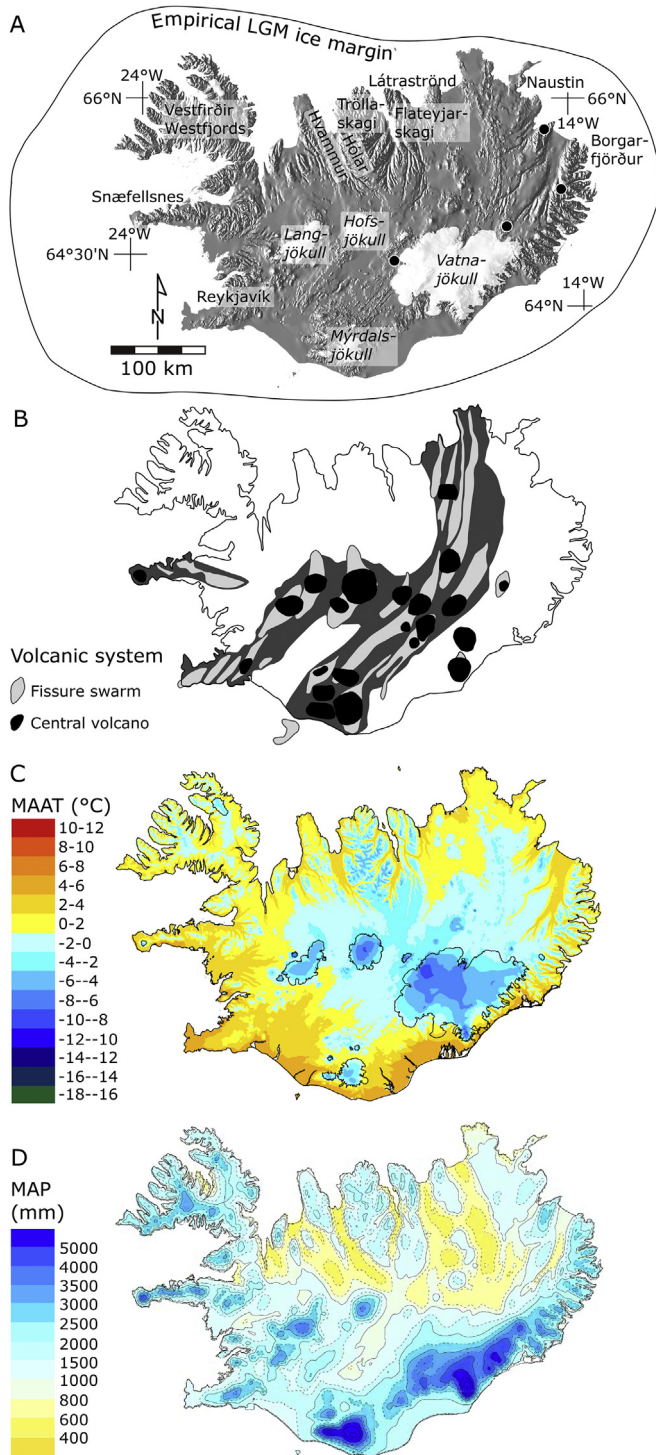 A
Empirical LGM ice margin
24°W
66°N
Vestfirðir
Westfjords
Hvammur
Hólar
Trölla-
skagi
Látraströnd
Flateyjar-
skagi
Naustin
66°N
14°W
Borgar-
fjörður
Snæfellsnes
24°W
64°30'N
Lang-
jökull
Hofs-
jökull
Vatna-
jökull
Reykjavík
14°W
64°N
Mýrdals-
jökull
N
100 km
B
Volcanic system
Fissure swarm
Central volcano
C
MAAT (°C)
10-12
8-10
6-8
4-6
2-4
0-2
-2-0
-4--2
-6--4
-8--6
-10--8
-12--10
-14--12
-16--14
-18--16
D
MAP
(mm)
5000
4000
3500
3000
2500
2000
1500
1000
800
600
400